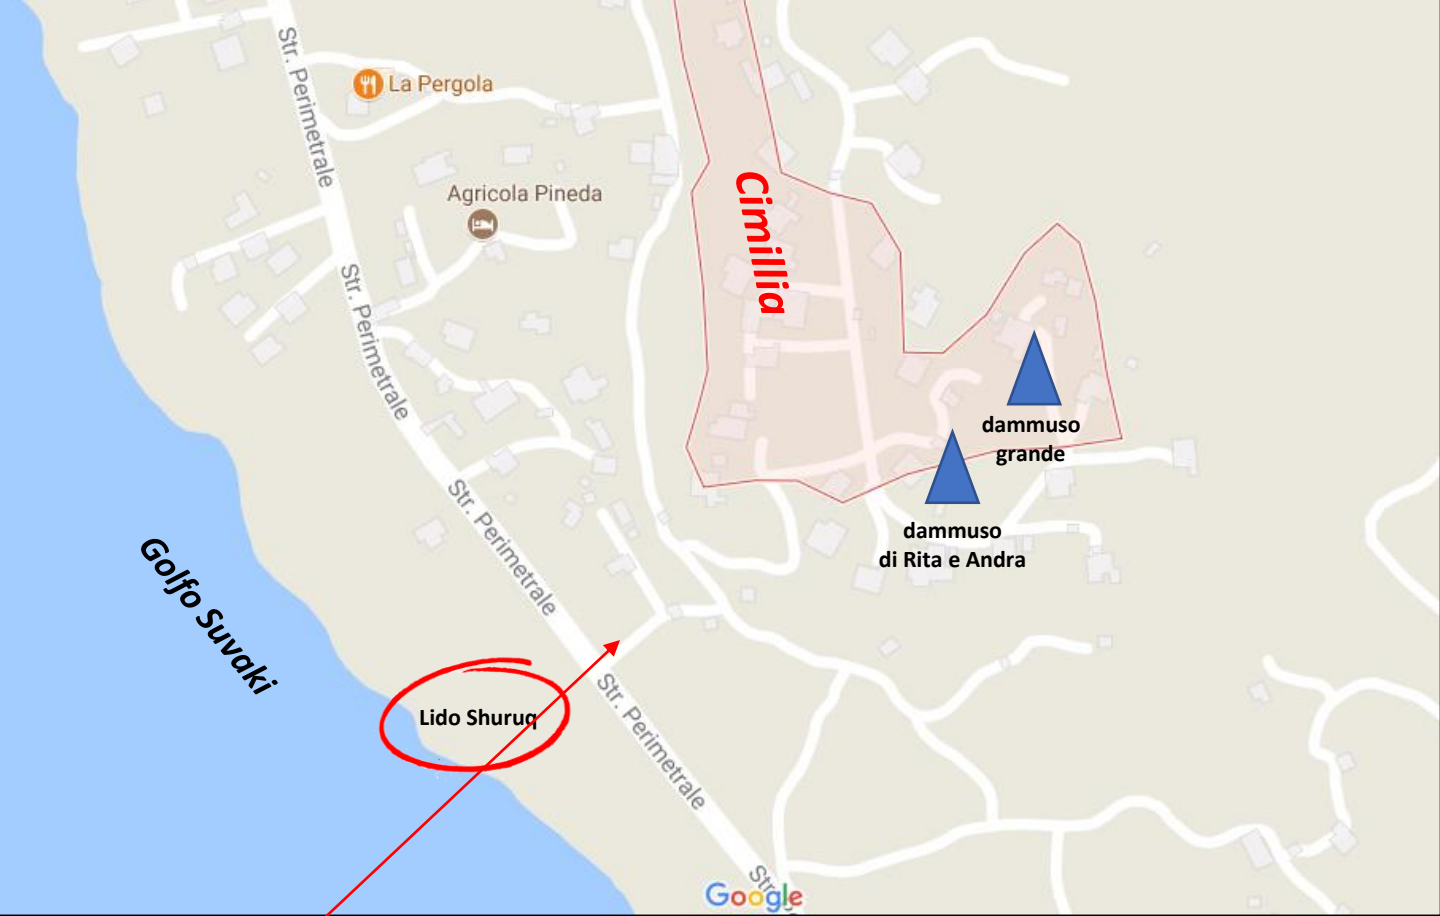 Str. Perimetrale
La Pergola
Agricola Pineda
Cimillia
Str. Perimetrale
dammuso
grande
Str. Perimetrale
dammuso
di Rita e Andra
Golfo Suvaki
Lido Shuruq
Str. Perimetrale
Google